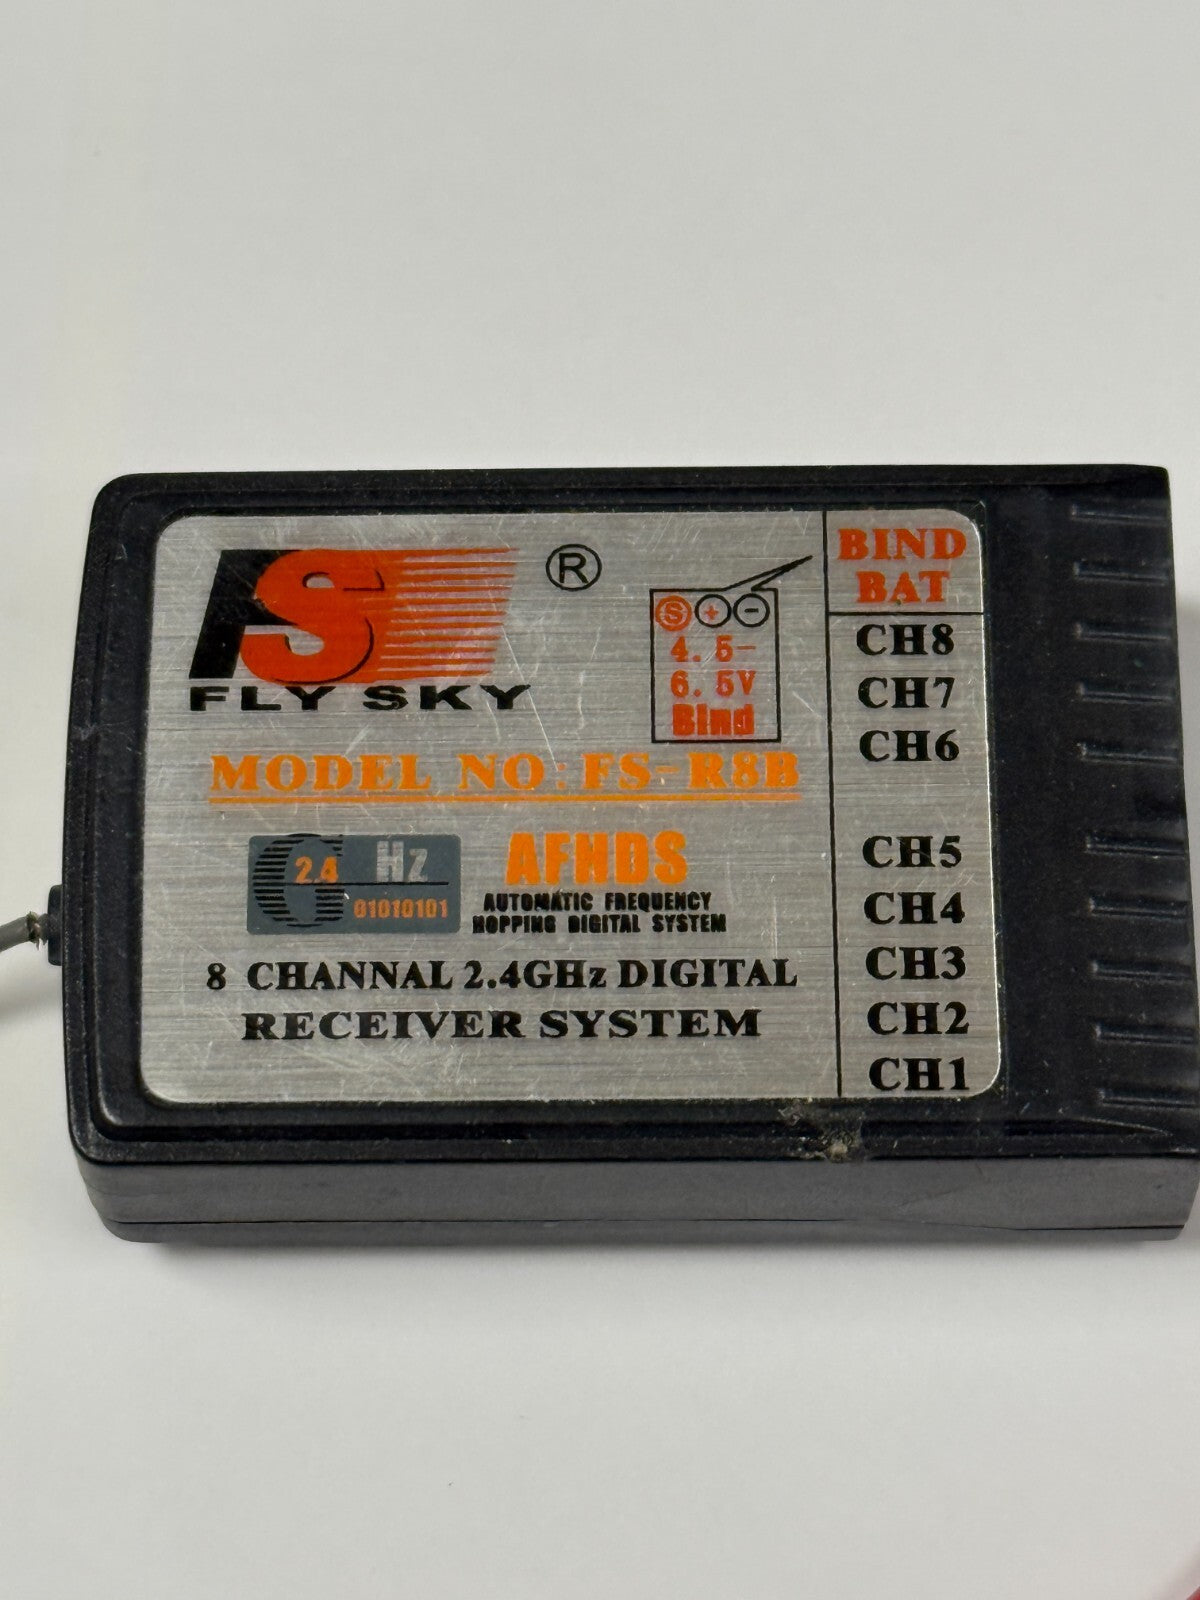 FS ®
FLY SKY
S + -
4.5-
6.5V
Bind
MODEL NO: FS-R8B
2.4 G Hz
01010101
AFHDS
AUTOMATIC FREQUENCY
HOPPING DIGITAL SYSTEM
8 CHANNAL 2.4GHz DIGITAL
RECEIVER SYSTEM
BIND
BAT
CH8
CH7
CH6
CH5
CH4
CH3
CH2
CH1